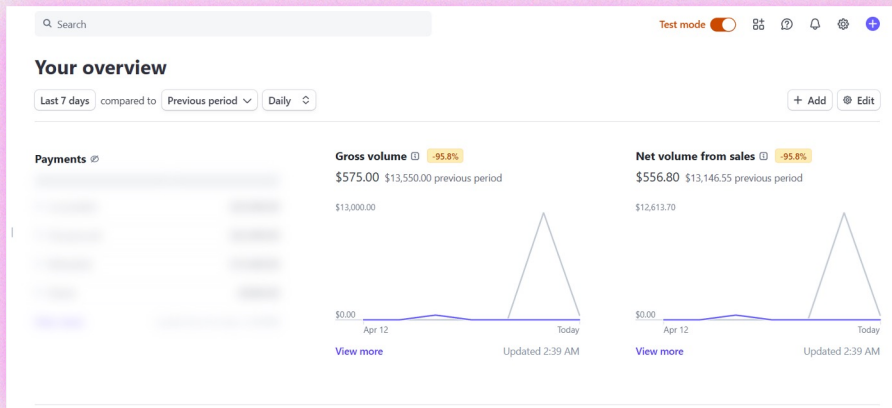 Search
Test mode
Your overview
Last 7 days compared to Previous period Daily
+ Add Edit
Payments
Gross volume -95.8%
$575.00 $13,550.00 previous period
$13,000.00
$0.00
Apr 12 Today
View more Updated 2:39 AM
Net volume from sales -95.8%
$556.80 $13,146.55 previous period
$12,613.70
$0.00
Apr 12 Today
View more Updated 2:39 AM